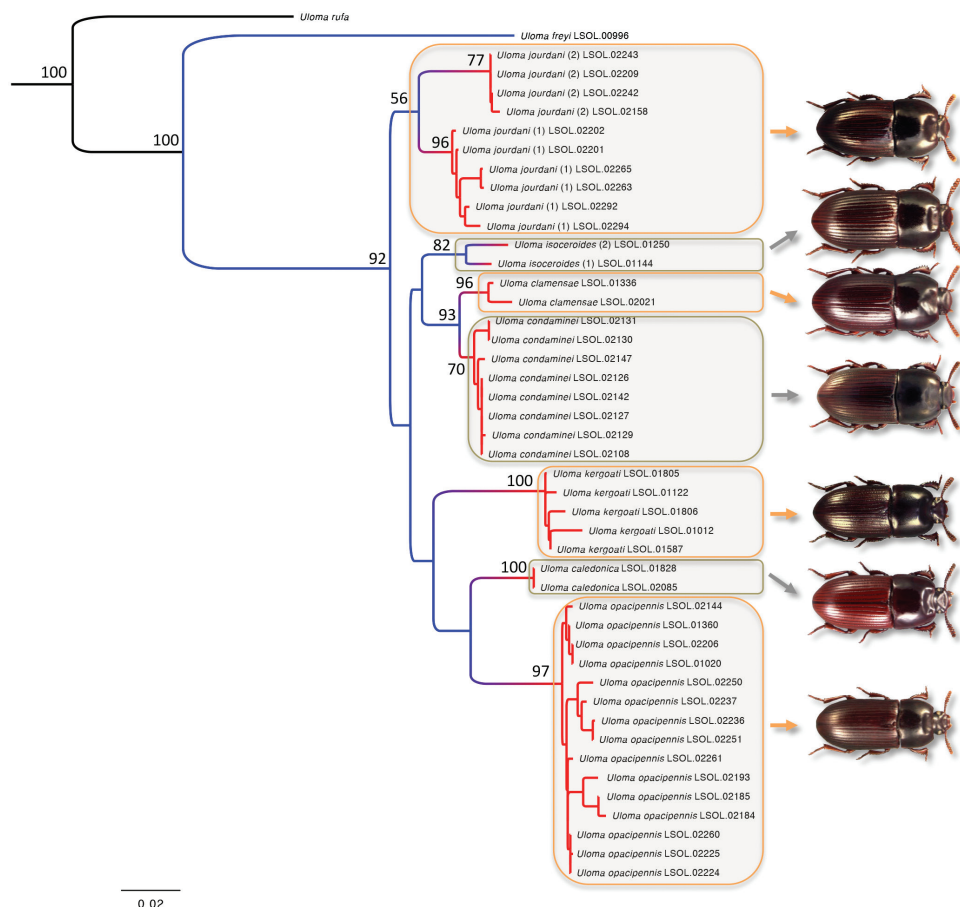 Uloma rufa
Uloma freyi LSOL.00996
100
100
92
56
77
Uloma jourdani (2) LSOL.02243
Uloma jourdani (2) LSOL.02209
Uloma jourdani (2) LSOL.02242
Uloma jourdani (2) LSOL.02158
96
Uloma jourdani (1) LSOL.02202
Uloma jourdani (1) LSOL.02201
Uloma jourdani (1) LSOL.02265
Uloma jourdani (1) LSOL.02263
Uloma jourdani (1) LSOL.02292
Uloma jourdani (1) LSOL.02294
82
Uloma isoceroides (2) LSOL.01250
Uloma isoceroides (1) LSOL.01144
96
Uloma clamensae LSOL.01336
Uloma clamensae LSOL.02021
93
70
Uloma condaminei LSOL.02131
Uloma condaminei LSOL.02130
Uloma condaminei LSOL.02147
Uloma condaminei LSOL.02126
Uloma condaminei LSOL.02142
Uloma condaminei LSOL.02127
Uloma condaminei LSOL.02129
Uloma condaminei LSOL.02108
100
Uloma kergoati LSOL.01805
Uloma kergoati LSOL.01122
Uloma kergoati LSOL.01806
Uloma kergoati LSOL.01012
Uloma kergoati LSOL.01587
100
Uloma caledonica LSOL.01828
Uloma caledonica LSOL.02085
97
Uloma opacipennis LSOL.02144
Uloma opacipennis LSOL.01360
Uloma opacipennis LSOL.02206
Uloma opacipennis LSOL.01020
Uloma opacipennis LSOL.02250
Uloma opacipennis LSOL.02237
Uloma opacipennis LSOL.02236
Uloma opacipennis LSOL.02251
Uloma opacipennis LSOL.02261
Uloma opacipennis LSOL.02193
Uloma opacipennis LSOL.02185
Uloma opacipennis LSOL.02184
Uloma opacipennis LSOL.02260
Uloma opacipennis LSOL.02225
Uloma opacipennis LSOL.02224
0.02